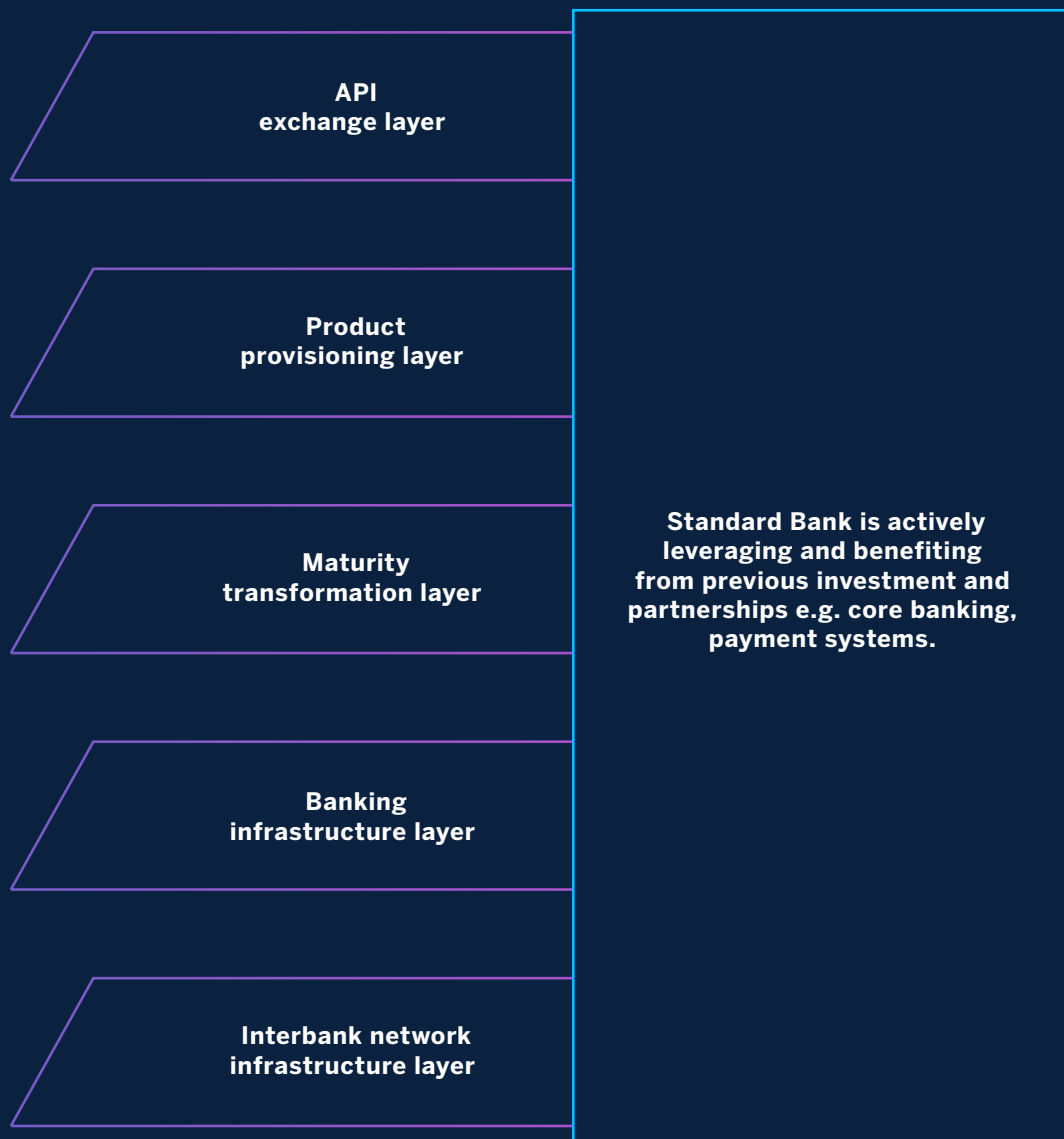 API
exchange layer
Product
provisioning layer
Maturity
transformation layer
Banking
infrastructure layer
Interbank network
infrastructure layer
Standard Bank is actively
leveraging and benefiting
from previous investment and
partnerships e.g. core banking,
payment systems.